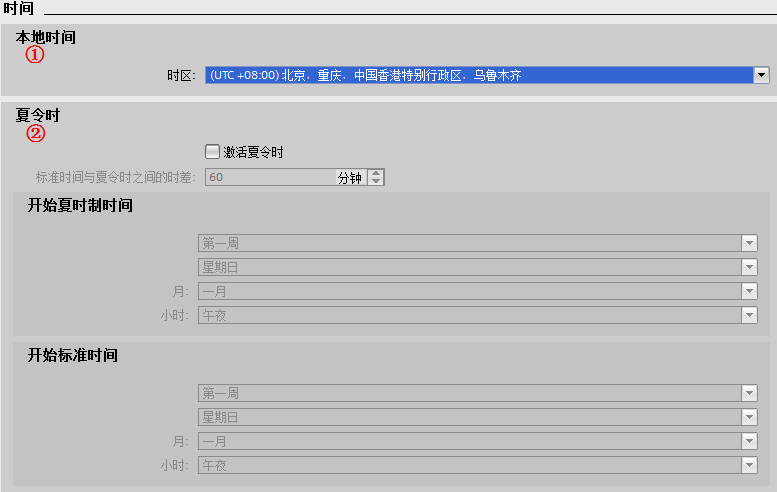 时间
本地时间
①
时区: (UTC +08:00) 北京．重庆．中国香港特别行政区．乌鲁木齐
夏令时
②
激活夏令时
标准时间与夏令时之间的时差: 60 分钟
开始夏时制时间
第一周
星期日
月: 一月
小时: 午夜
开始标准时间
第一周
星期日
月: 一月
小时: 午夜